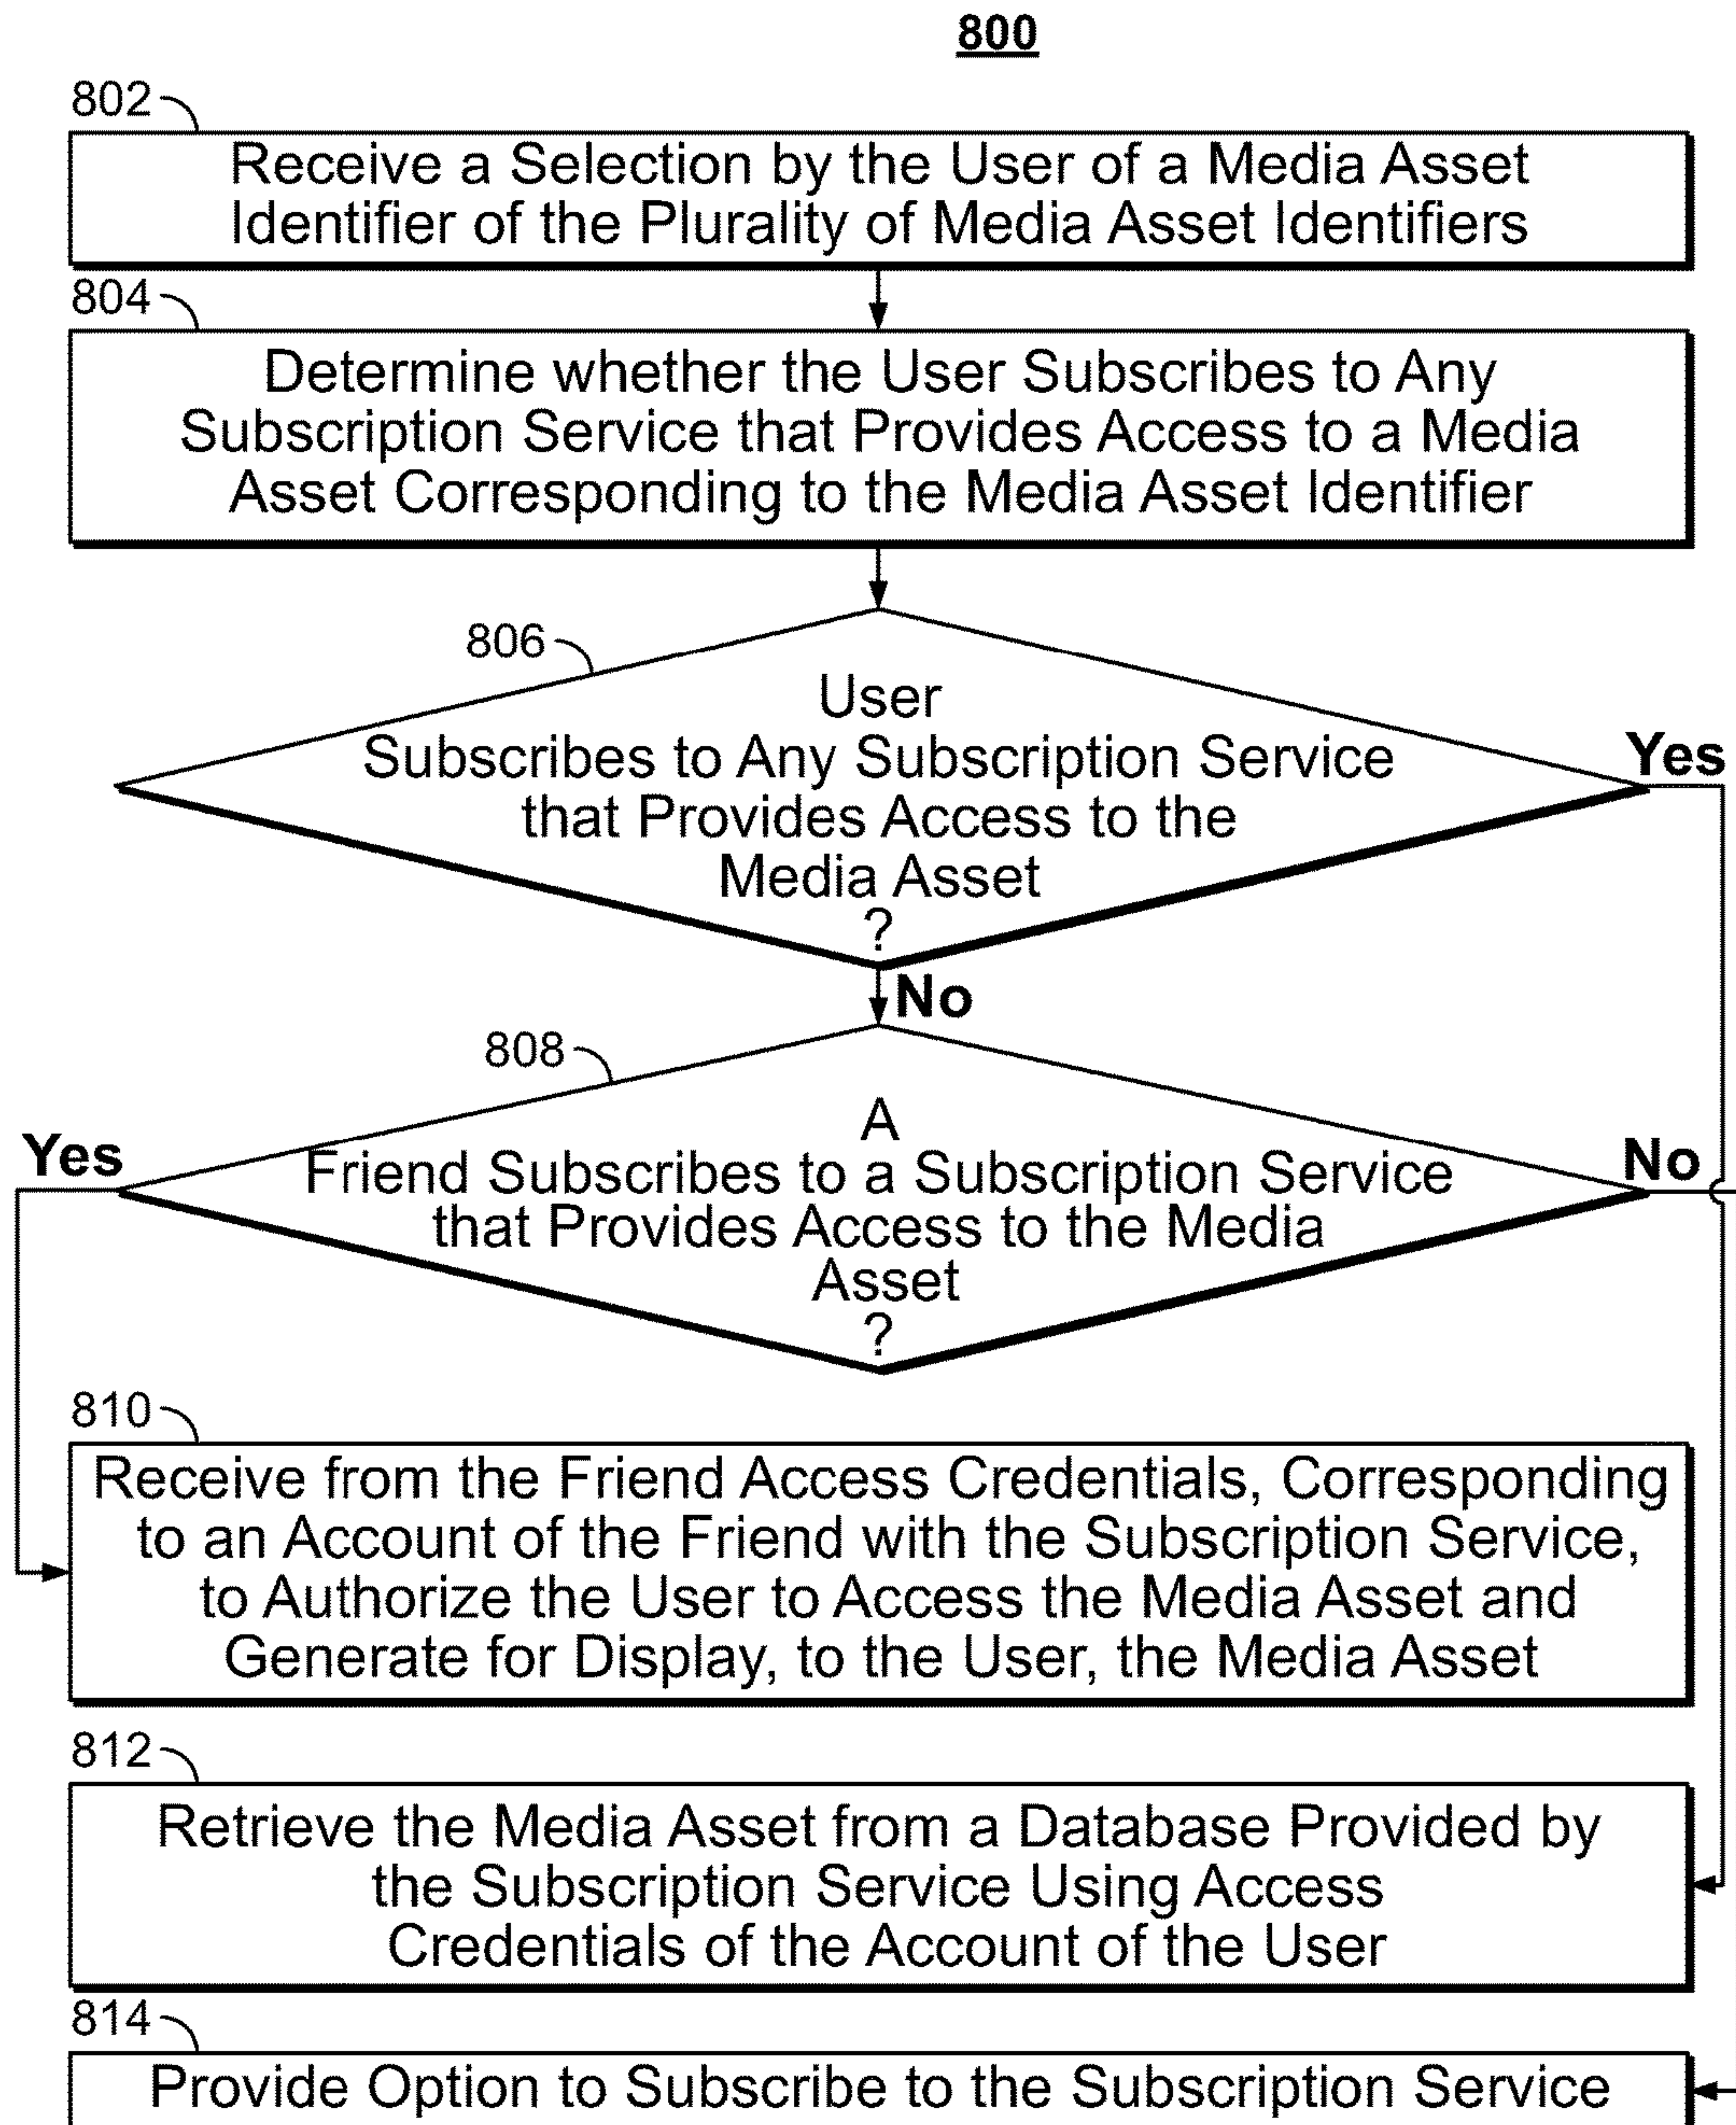 800
802
Receive a Selection by the User of a Media Asset
Identifier of the Plurality of Media Asset Identifiers
804
Determine whether the User Subscribes to Any
Subscription Service that Provides Access to a Media
Asset Corresponding to the Media Asset Identifier
806
User
Subscribes to Any Subscription Service
that Provides Access to the
Media Asset
?
Yes
No
808
A
Friend Subscribes to a Subscription Service
that Provides Access to the Media
Asset
?
Yes
No
810
Receive from the Friend Access Credentials, Corresponding
to an Account of the Friend with the Subscription Service,
to Authorize the User to Access the Media Asset and
Generate for Display, to the User, the Media Asset
812
Retrieve the Media Asset from a Database Provided by
the Subscription Service Using Access
Credentials of the Account of the User
814
Provide Option to Subscribe to the Subscription Service